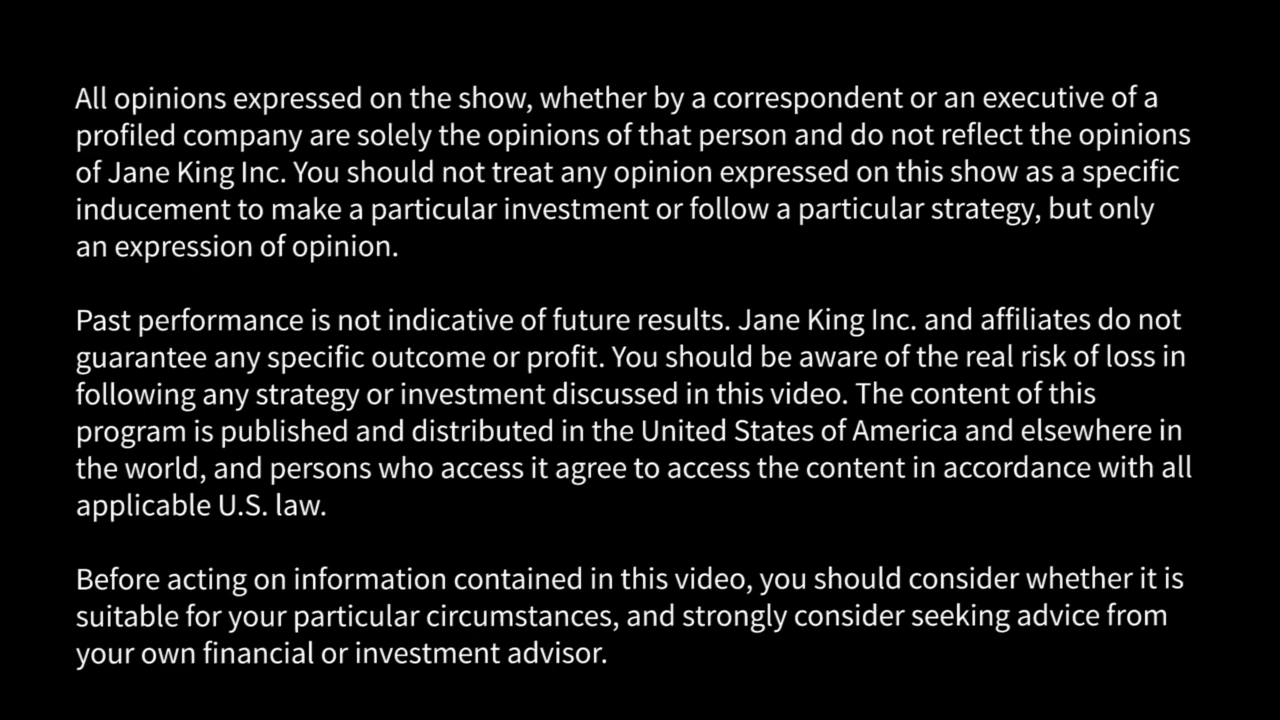 All opinions expressed on the show, whether by a correspondent or an executive of a
profiled company are solely the opinions of that person and do not reflect the opinions
of Jane King Inc. You should not treat any opinion expressed on this show as a specific
inducement to make a particular investment or follow a particular strategy, but only
an expression of opinion.
Past performance is not indicative of future results. Jane King Inc. and affiliates do not
guarantee any specific outcome or profit. You should be aware of the real risk of loss in
following any strategy or investment discussed in this video. The content of this
program is published and distributed in the United States of America and elsewhere in
the world, and persons who access it agree to access the content in accordance with all
applicable U.S. law.
Before acting on information contained in this video, you should consider whether it is
suitable for your particular circumstances, and strongly consider seeking advice from
your own financial or investment advisor.